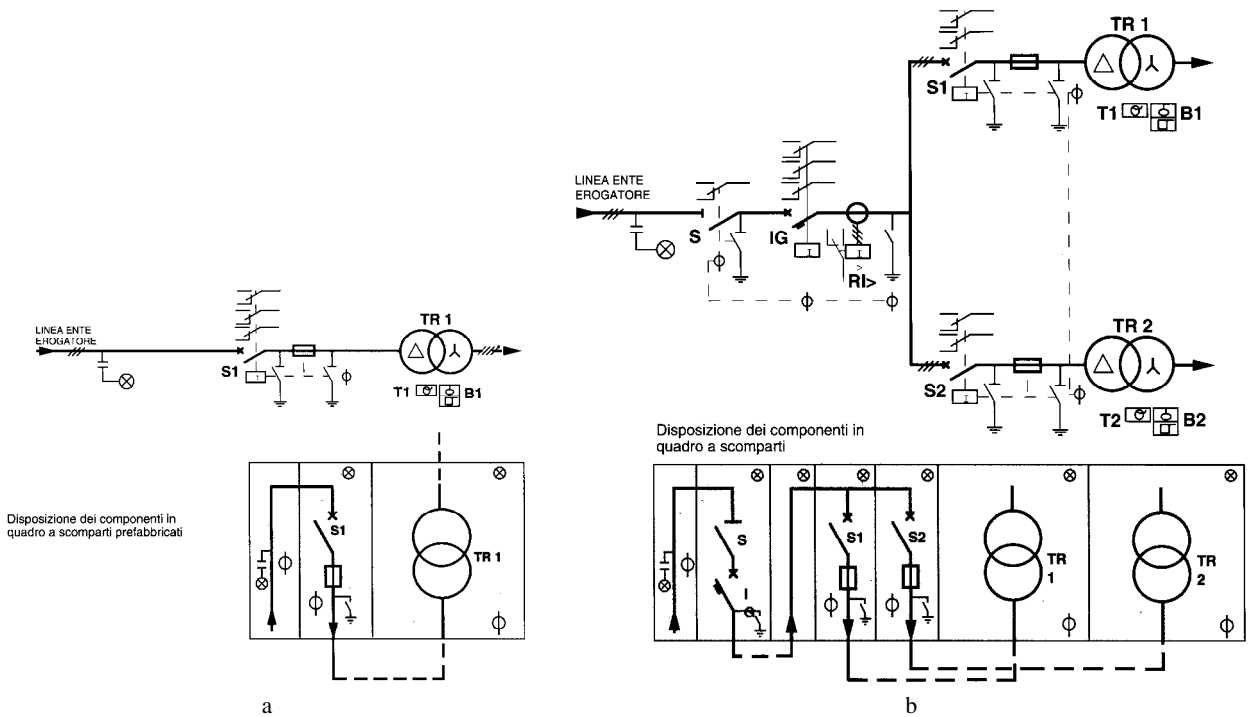 LINEA ENTE
EROGATORE
S1
TR 1
T1
B1
Disposizione dei componenti in
quadro a scomparti prefabbricati
S1
TR 1
a
LINEA ENTE
EROGATORE
S
IG
RI>
>
S1
TR 1
T1
B1
S2
TR 2
T2
B2
Disposizione dei componenti in
quadro a scomparti
S
I
S1
S2
TR
1
TR
2
b